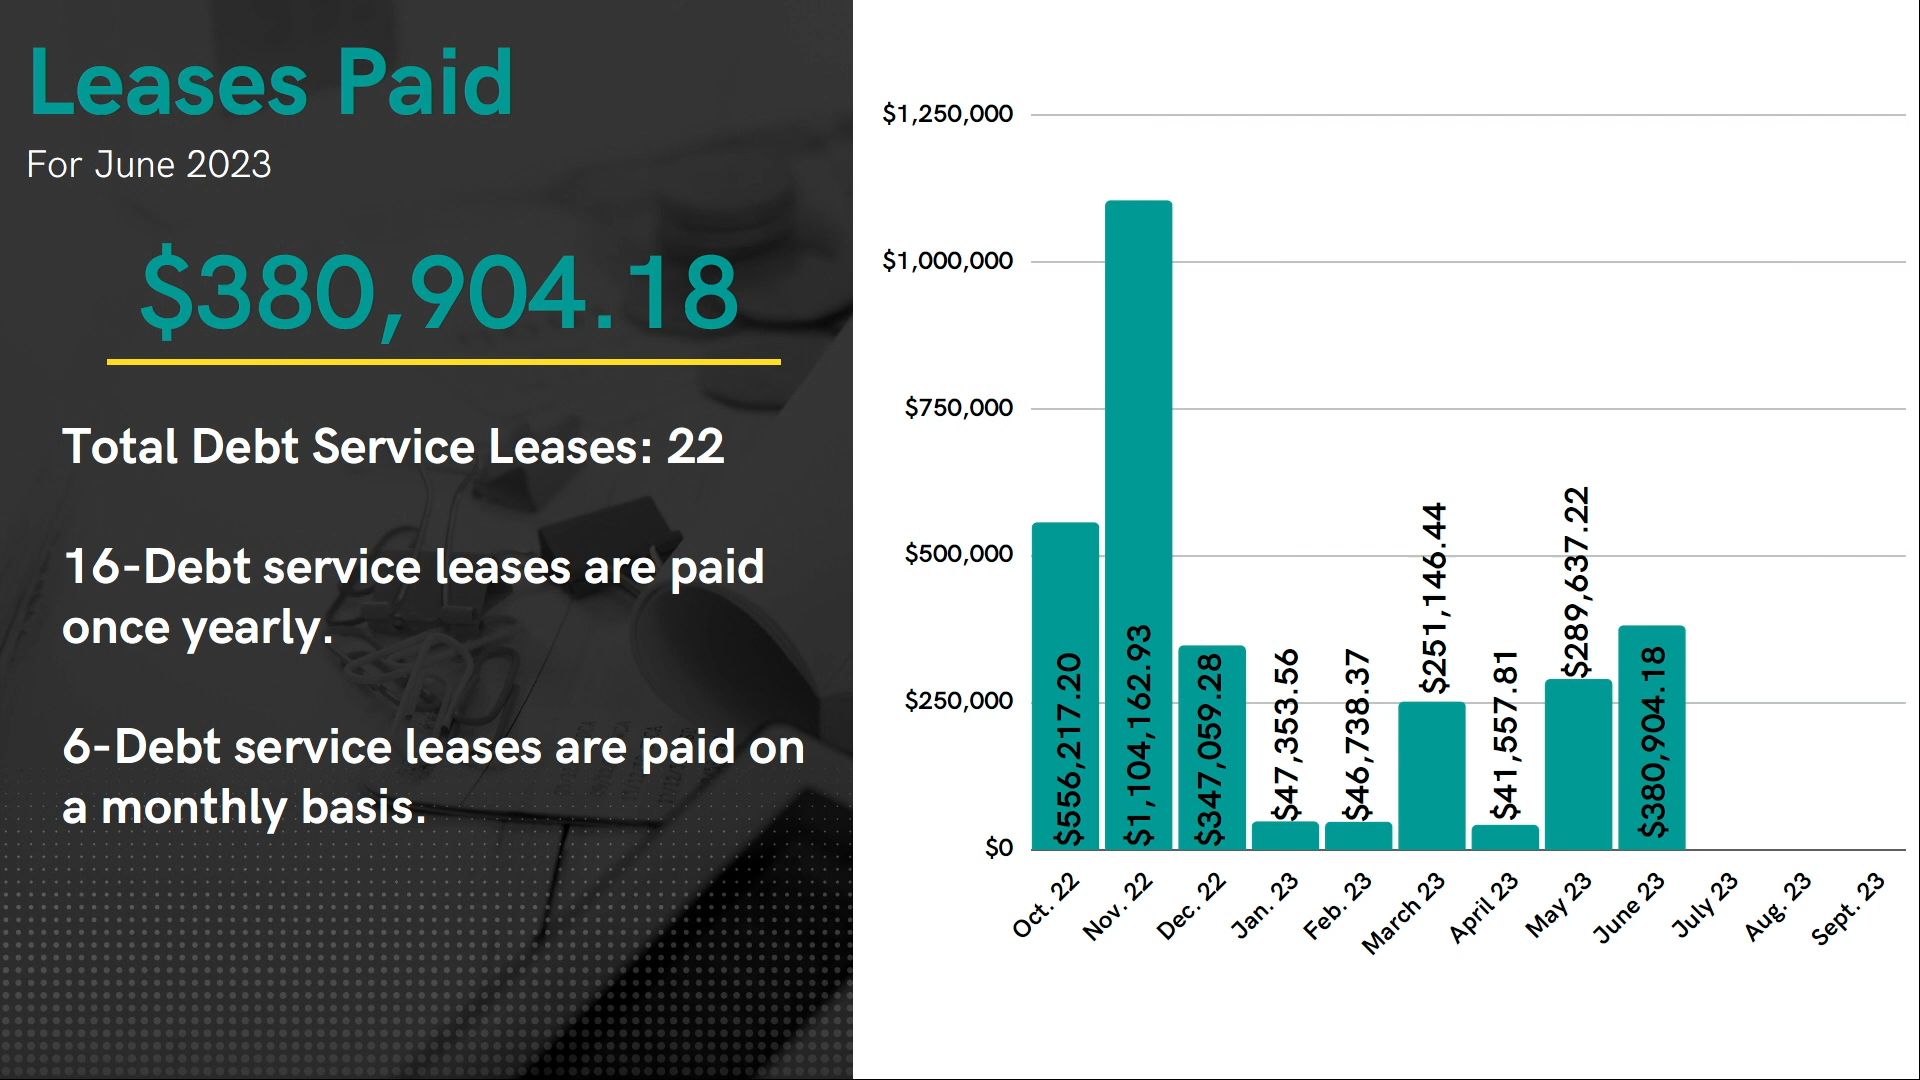 Leases Paid
For June 2023
$380,904.18
Total Debt Service Leases: 22
16-Debt service leases are paid
once yearly.
6-Debt service leases are paid on
a monthly basis.
$1,250,000
$1,000,000
$750,000
$500,000
$250,000
$0
$556,217.20
$1,104,162.93
$347,059.28
$47,353.56
$46,738.37
$251,146.44
$41,557.81
$289,637.22
$380,904.18
Oct. 22
Nov. 22
Dec. 22
Jan. 23
Feb. 23
March 23
April 23
May 23
June 23
July 23
Aug. 23
Sept. 23